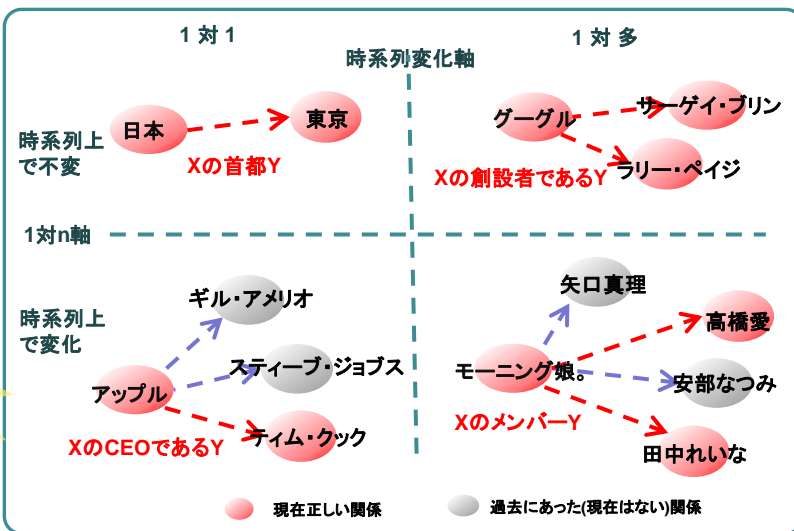 1 対 1
1 対 多
時系列変化軸
日本
東京
グーグル
サーゲイ・ブリン
時系列上
で不変
Xの首都Y
Xの創設者であるY
ラリー・ペイジ
1対n軸
時系列上
で変化
ギル・アメリオ
スティーブ・ジョブス
アップル
ティム・クック
XのCEOであるY
矢口真理
高橋愛
モーニング娘。
安部なつみ
XのメンバーY
田中れいな
現在正しい関係
過去にあった(現在はない)関係